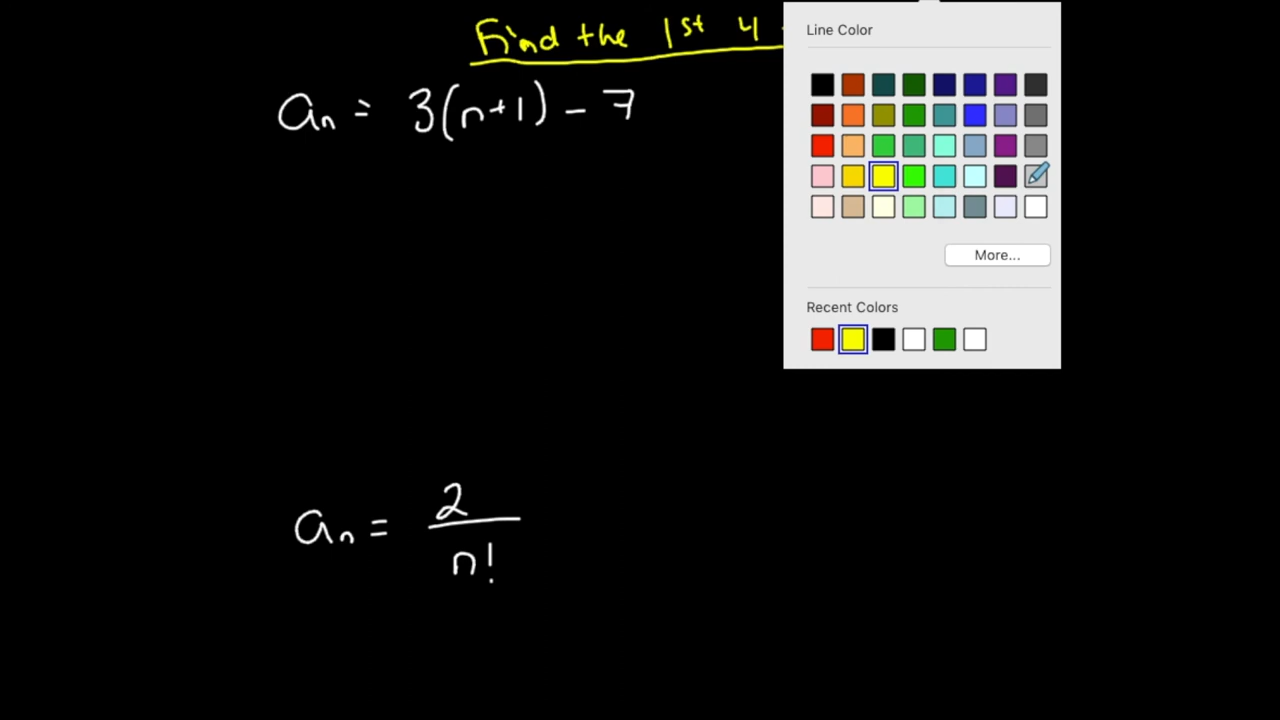 Find the 1st 4
Line Color
aₙ = 3(n+1) - 7
More...
Recent Colors
aₙ = 2/n!